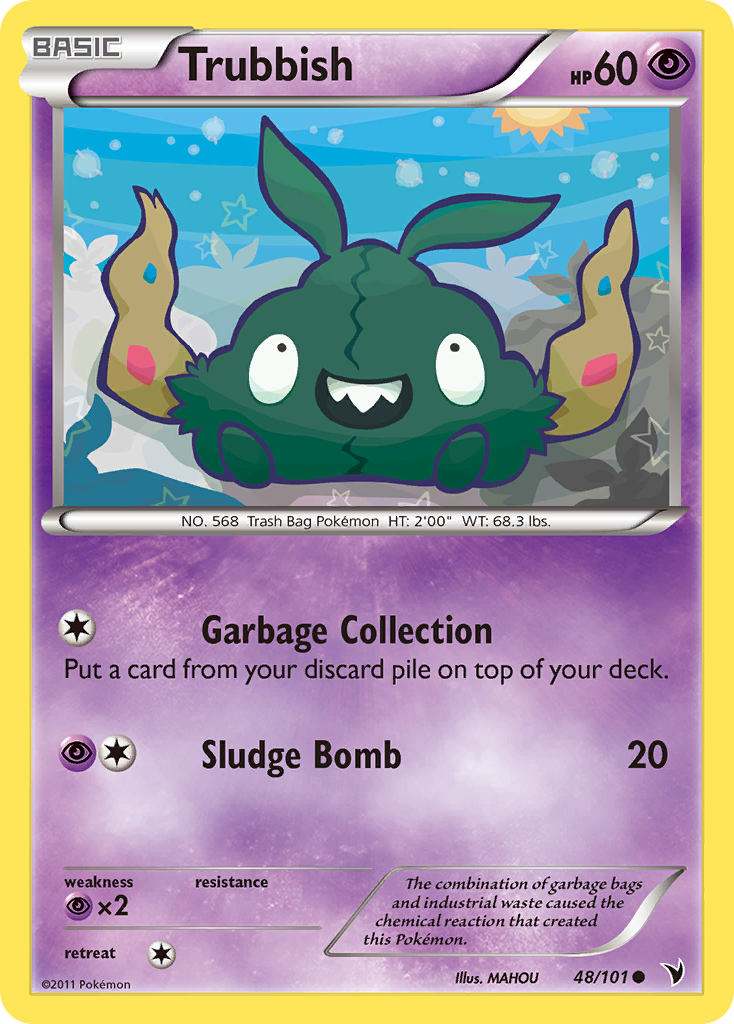 BASIC
Trubbish
HP60
NO. 568 Trash Bag Pokémon HT: 2'00" WT: 68.3 lbs.
Garbage Collection
Put a card from your discard pile on top of your deck.
Sludge Bomb 20
weakness resistance
×2
retreat
The combination of garbage bags
and industrial waste caused the
chemical reaction that created
this Pokémon.
©2011 Pokémon
Illus. MAHOU
48/101